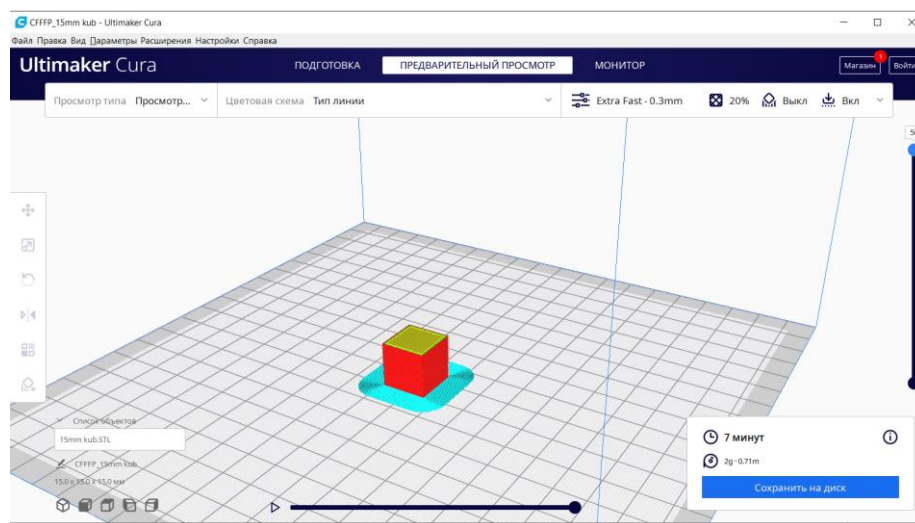 CFFFP_15mm kub - Ultimaker Cura
Файл Правка Вид Параметры Расширения Настройки Справка
Ultimaker Cura ПОДГОТОВКА ПРЕДВАРИТЕЛЬНЫЙ ПРОСМОТР МОНИТОР Магазин 1 Войти
Просмотр типа Просмотр... Цветовая схема Тип линии Extra Fast - 0.3mm 20% Выкл Вкл
Список объектов
15mm kub.STL
CFFFP_15mm kub
15.0 x 15.0 x 15.0 мм
7 минут
2g · 0.71m
Сохранить на диск